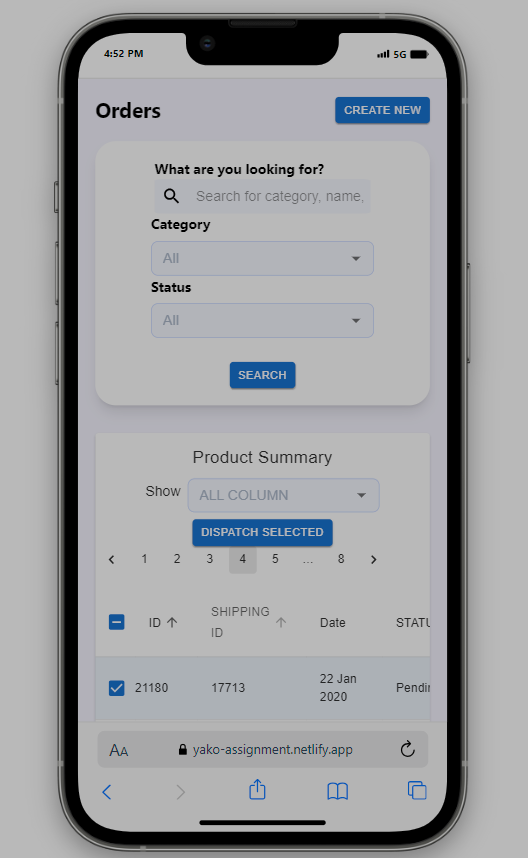 4:52 PM
5G
Orders
CREATE NEW
What are you looking for?
Search for category, name,
Category
All
Status
All
SEARCH
Product Summary
Show
ALL COLUMN
DISPATCH SELECTED
1 2 3 4 5 ... 8
ID
SHIPPING
ID
Date
21180
17713
22 Jan
2020
AA
yako-assignment.netlify.app